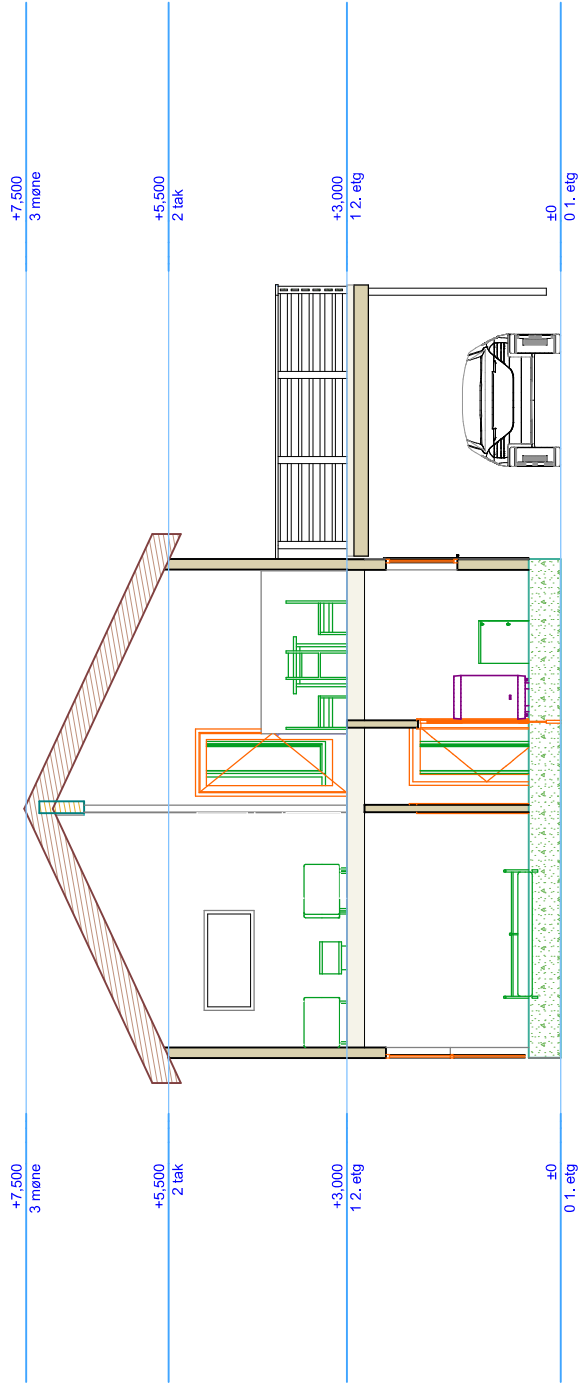 +7,500
3 møne
+5,500
2 tak
+3,000
1 2. etg
±0
0 1. etg
+7,500
3 møne
+5,500
2 tak
+3,000
1 2. etg
±0
0 1. etg